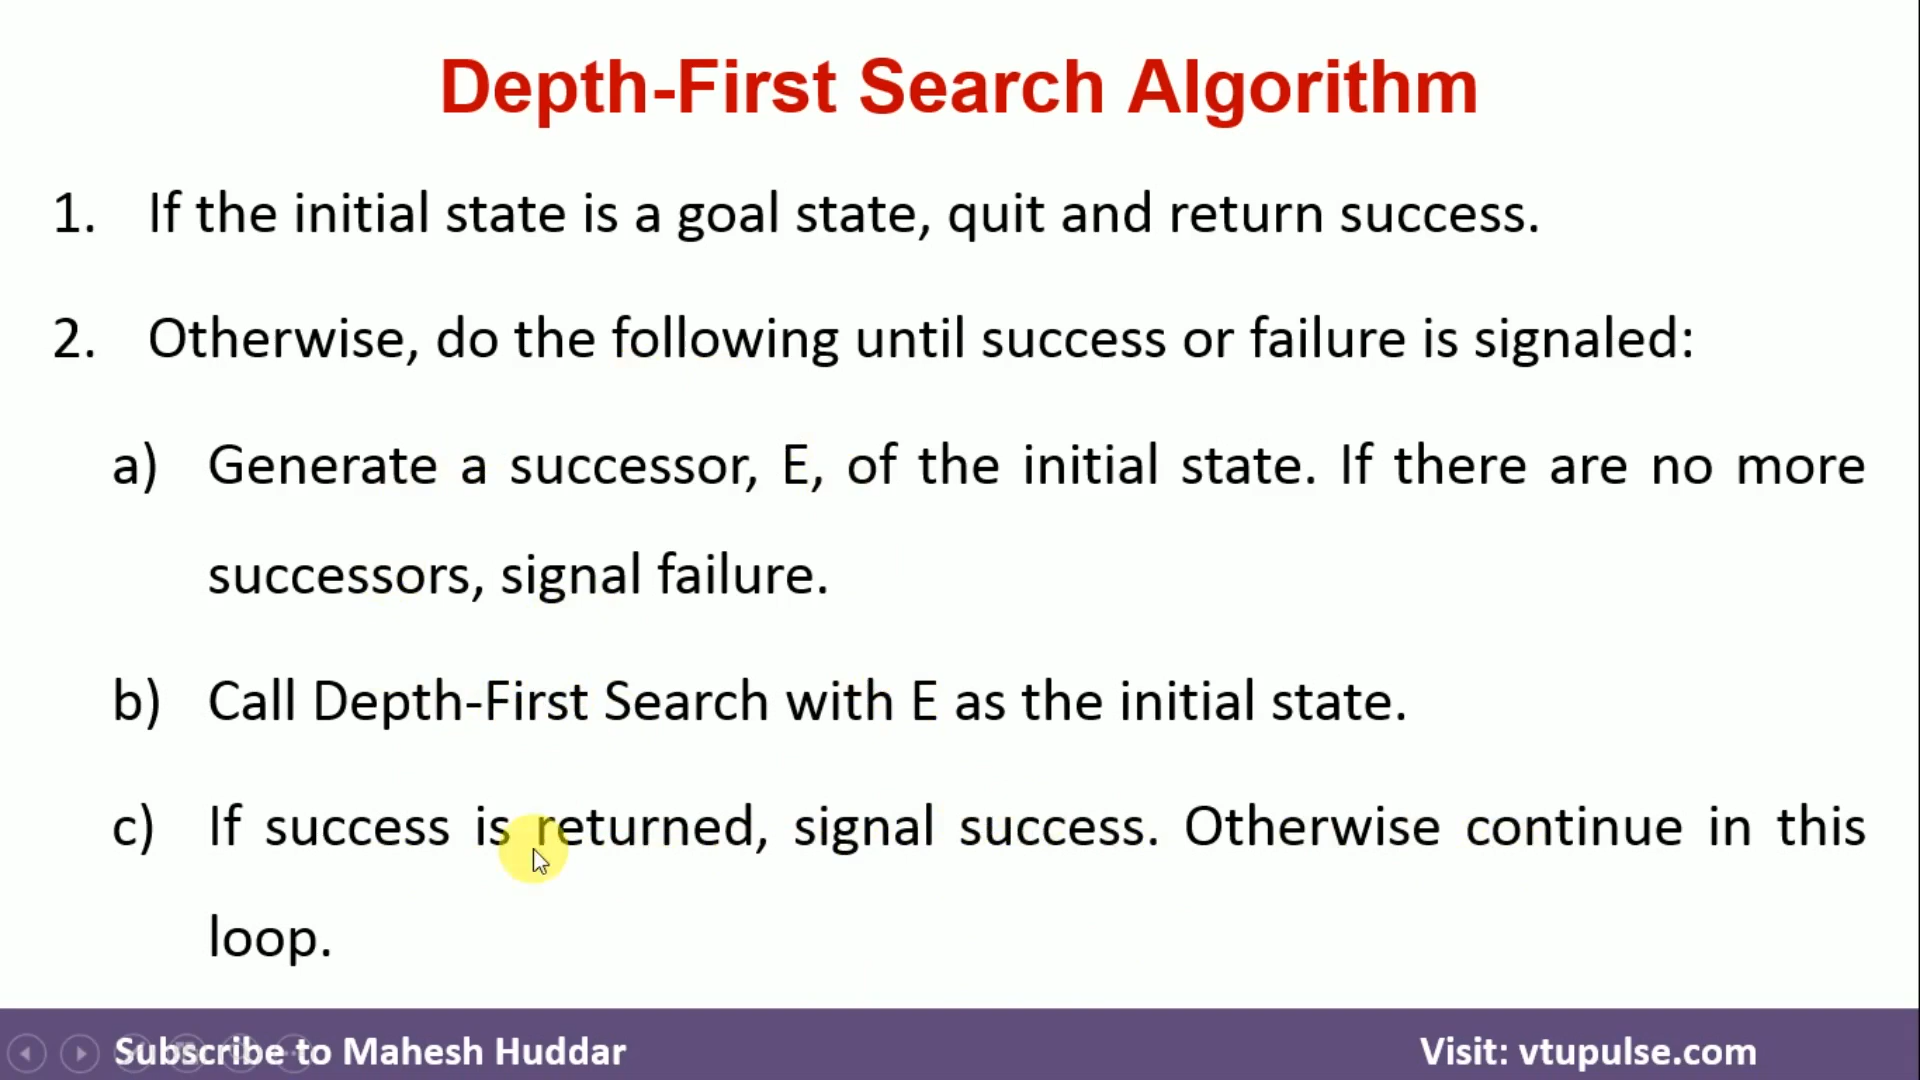 Depth-First Search Algorithm
1. If the initial state is a goal state, quit and return success.
2. Otherwise, do the following until success or failure is signaled:
a) Generate a successor, E, of the initial state. If there are no more
successors, signal failure.
b) Call Depth-First Search with E as the initial state.
c) If success is returned, signal success. Otherwise continue in this
loop.
Subscribe to Mahesh Huddar
Visit: vtupulse.com